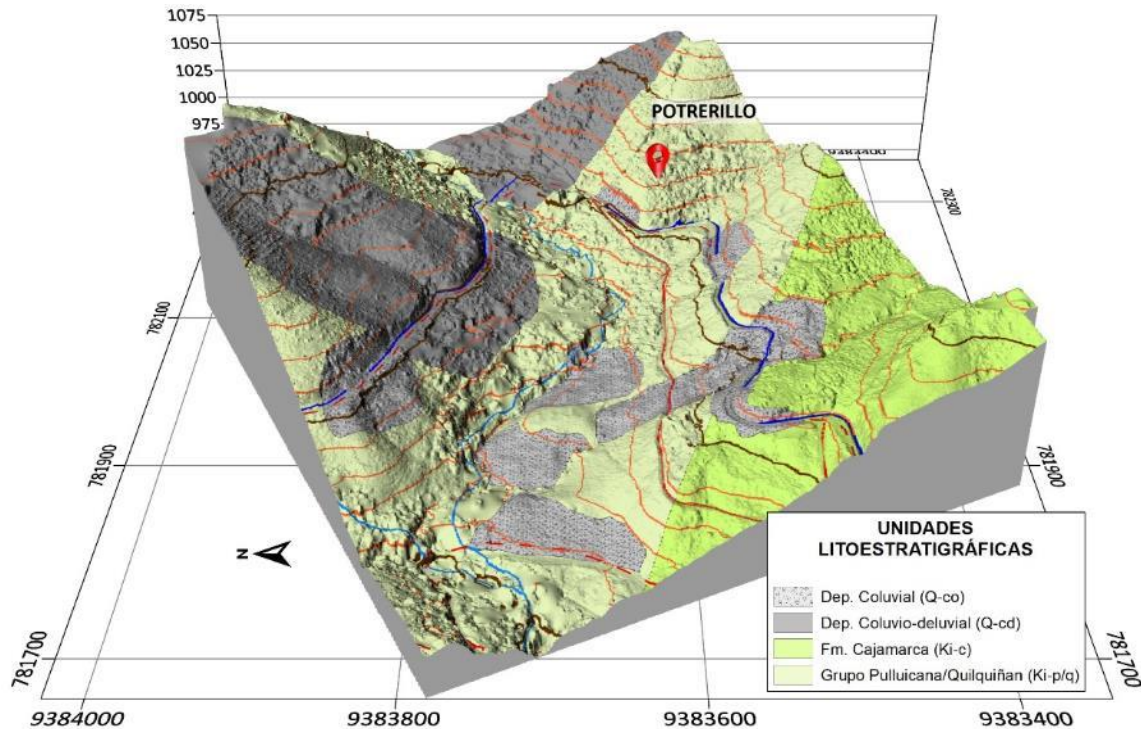 1075
1050
1025
1000
975
POTRERILLO
782300
782100
781900
781900
N
UNIDADES
LITOESTRATIGRÁFICAS
Dep. Coluvial (Q-co)
Dep. Coluvio-deluvial (Q-cd)
Fm. Cajamarca (Ki-c)
Grupo Pulluicana/Quilquiñan (Ki-p/q)
781700
781700
9384000
9383800
9383600
9383400